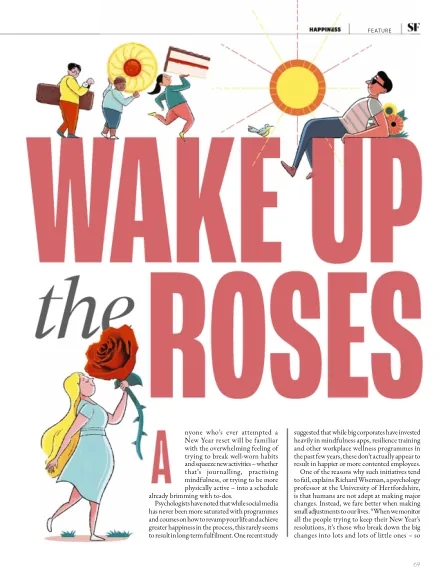 HAPPINESS | FEATURE | SF
WAKE UP
the
ROSES
Anyone who's ever attempted a
New Year reset will be familiar
with the overwhelming feeling of
trying to break well-worn habits
and squeeze new activities – whether
that's journalling, practising
mindfulness, or trying to be more
physically active – into a schedule
already brimming with to-dos.
Psychologists have noted that while social media
has never been more saturated with programmes
and courses on how to revamp your life and achieve
greater happiness in the process, this rarely seems
to result in long-term fulfilment. One recent study
suggested that while big corporates have invested
heavily in mindfulness apps, resilience training
and other workplace wellness programmes in
the past few years, these don't actually appear to
result in happier or more contented employees.
One of the reasons why such initiatives tend
to fail, explains Richard Wiseman, a psychology
professor at the University of Hertfordshire,
is that humans are not adept at making major
changes. Instead, we fare better when making
small adjustments to our lives. "When we monitor
all the people trying to keep their New Year's
resolutions, it's those who break down the big
changes into lots and lots of little ones – so
69